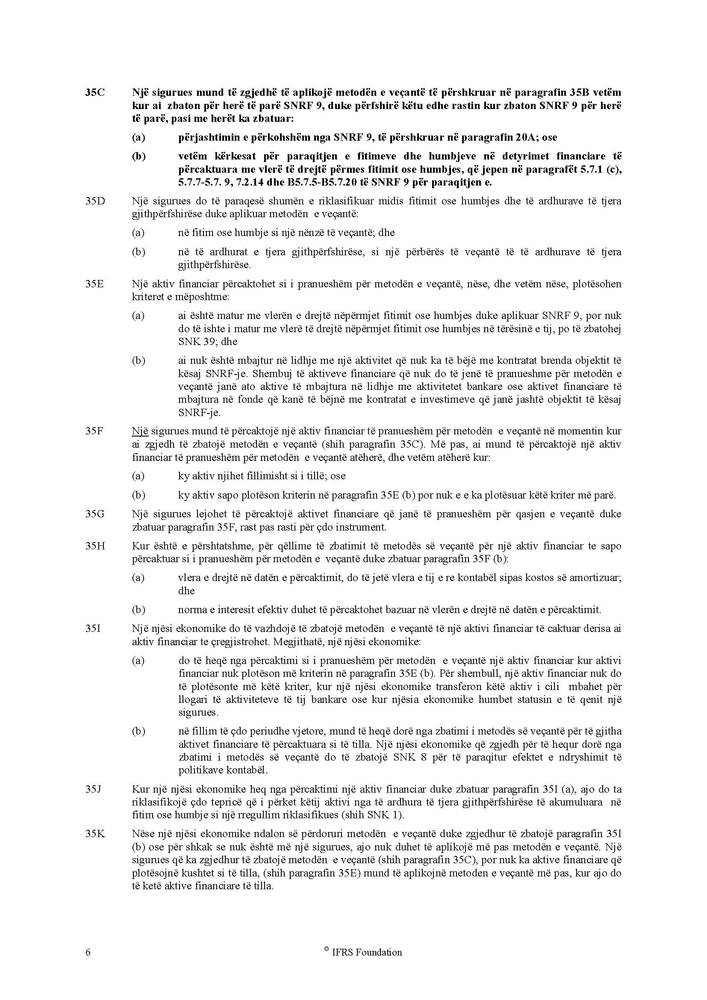 35C Një sigurues mund të zgjedhë të aplikojë metodën e veçantë të përshkruar në paragrafin 35B vetëm
kur ai zbaton për herë të parë SNRF 9, duke përfshirë këtu edhe rastin kur zbaton SNRF 9 për herë
të parë, pasi me herët ka zbatuar:
(a) përjashtimin e përkohshëm nga SNRF 9, të përshkruar në paragrafin 20A; ose
(b) vetëm kërkesat për paraqitjen e fitimeve dhe humbjeve në detyrimet financiare të
përcaktuara me vlerë të drejtë përmes fitimit ose humbjes, që jepen në paragrafët 5.7.1 (c),
5.7.7-5.7. 9, 7.2.14 dhe B5.7.5-B5.7.20 të SNRF 9 për paraqitjen e.
35D Një sigurues do të paraqesë shumën e riklasifikuar midis fitimit ose humbjes dhe të ardhurave të tjera
gjithpërfshirëse duke aplikuar metodën e veçantë:
(a) në fitim ose humbje si një nënzë të veçantë; dhe
(b) në të ardhurat e tjera gjithpërfshirëse, si një përbërës të veçantë të të ardhurave të tjera
gjithpërfshirëse.
35E Një aktiv financiar përcaktohet si i pranueshëm për metodën e veçantë, nëse, dhe vetëm nëse, plotësohen
kriteret e mëposhtme:
(a) ai është matur me vlerën e drejtë nëpërmjet fitimit ose humbjes duke aplikuar SNRF 9, por nuk
do të ishte i matur me vlerë të drejtë nëpërmjet fitimit ose humbjes në tërësinë e tij, po të zbatohej
SNK 39; dhe
(b) ai nuk është mbajtur në lidhje me një aktivitet që nuk ka të bëjë me kontratat brenda objektit të
kësaj SNRF-je. Shembuj të aktiveve financiare që nuk do të jenë të pranueshme për metodën e
veçantë janë ato aktive të mbajtura në lidhje me aktivitetet bankare ose aktivet financiare të
mbajtura në fonde që kanë të bëjnë me kontratat e investimeve që janë jashtë objektit të kësaj
SNRF-je.
35F Një sigurues mund të përcaktojë një aktiv financiar të pranueshëm për metodën e veçantë në momentin kur
ai zgjedh të zbatojë metodën e veçantë (shih paragrafin 35C). Më pas, ai mund të përcaktojë një aktiv
financiar të pranueshëm për metodën e veçantë atëherë, dhe vetëm atëherë kur:
(a) ky aktiv njihet fillimisht si i tillë; ose
(b) ky aktiv sapo plotëson kriterin në paragrafin 35E (b) por nuk e e ka plotësuar këtë kriter më parë.
35G Një sigurues lejohet të përcaktojë aktivet financiare që janë të pranueshëm për qasjen e veçantë duke
zbatuar paragrafin 35F, rast pas rasti për çdo instrument.
35H Kur është e përshtatshme, për qëllime të zbatimit të metodës së veçantë për një aktiv financiar te sapo
përcaktuar si i pranueshëm për metodën e veçantë duke zbatuar paragrafin 35F (b):
(a) vlera e drejtë në datën e përcaktimit, do të jetë vlera e tij e re kontabël sipas kostos së amortizuar;
dhe
(b) norma e interesit efektiv duhet të përcaktohet bazuar në vlerën e drejtë në datën e përcaktimit.
35I Një njësi ekonomike do të vazhdojë të zbatojë metodën e veçantë të një aktivi financiar të caktuar derisa ai
aktiv financiar te çregjistrohet. Megjithatë, një njësi ekonomike:
(a) do të heqë nga përcaktimi si i pranueshëm për metodën e veçantë një aktiv financiar kur aktivi
financiar nuk plotëson më kriterin në paragrafin 35E (b). Për shembull, një aktiv financiar nuk do
të plotësonte më këtë kriter, kur një njësi ekonomike transferon këtë aktiv i cili mbahet për
llogari të aktiviteteve të tij bankare ose kur njësia ekonomike humbet statusin e të qenit një
sigurues.
(b) në fillim të çdo periudhe vjetore, mund të heqë dorë nga zbatimi i metodës së veçantë për të gjitha
aktivet financiare të përcaktuara si të tilla. Një njësi ekonomike që zgjedh për të hequr dorë nga
zbatimi i metodës së veçantë do të zbatojë SNK 8 për të paraqitur efektet e ndryshimit të
politikave kontabël.
35J Kur një njësi ekonomike heq nga përcaktimi një aktiv financiar duke zbatuar paragrafin 35I (a), ajo do ta
riklasifikojë çdo tepricë që i përket këtij aktivi nga të ardhura të tjera gjithpërfshirëse të akumuluara në
fitim ose humbje si një rregullim riklasifikues (shih SNK 1).
35K Nëse një njësi ekonomike ndalon së përdoruri metodën e veçantë duke zgjedhur të zbatojë paragrafin 35I
(b) ose për shkak se nuk është më një sigurues, ajo nuk duhet të aplikojë më pas metodën e veçantë. Një
sigurues që ka zgjedhur të zbatojë metodën e veçantë (shih paragrafin 35C), por nuk ka aktive financiare që
plotësojnë kushtet si të tilla, (shih paragrafin 35E) mund të aplikojnë metoden e veçantë më pas, kur ajo do
të ketë aktive financiare të tilla.
6 © IFRS Foundation